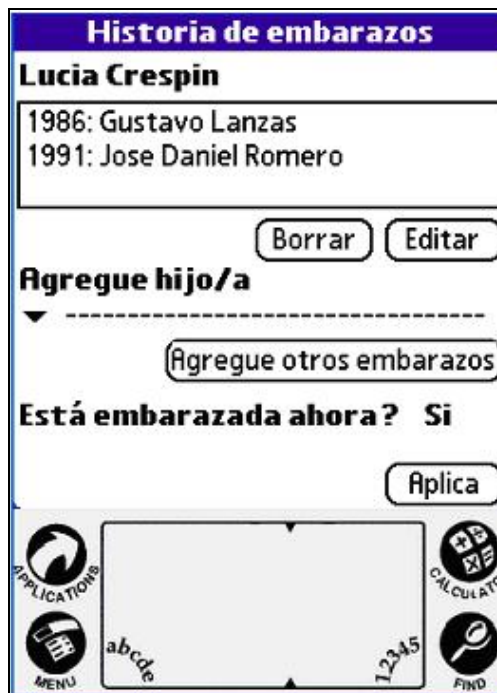 Historia de embarazos
Lucia Crespin
1986: Gustavo Lanzas
1991: Jose Daniel Romero
Borrar Editar
Agregue hijo/a
Agregue otros embarazos
Está embarazada ahora? Si
Aplica
APPLICATIONS
CALCULATO
abcde
12345
MENU
FIND